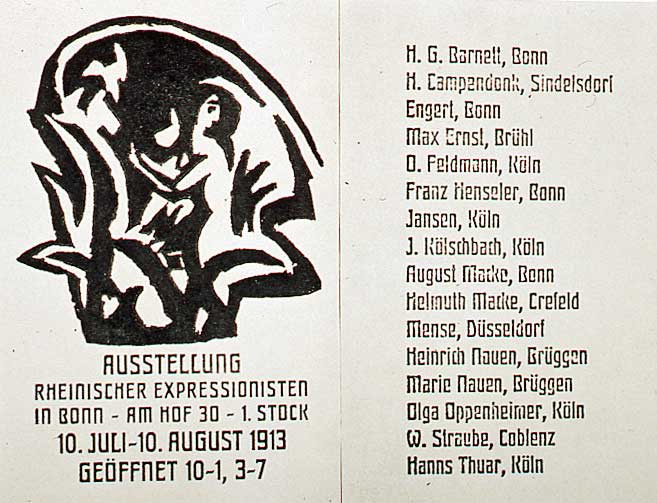 AUSSTELLUNG
RHEINISCHER EXPRESSIONISTEN
IN BONN - AM HOF 30 - 1. STOCK
10. JULI-10. AUGUST 1913
GEÖFFNET 10-1, 3-7
H. G. Barnett, Bonn
H. Campendonk, Sindelsdorf
Engert, Bonn
Max Ernst, Brühl
O. Feldmann, Köln
Franz Henseler, Bonn
Jansen, Köln
J. Kölschbach, Köln
August Macke, Bonn
Helmuth Macke, Crefeld
Mense, Düsseldorf
Heinrich Nauen, Brüggen
Marie Nauen, Brüggen
Olga Oppenheimer, Köln
W. Straube, Coblenz
Hanns Thuar, Köln